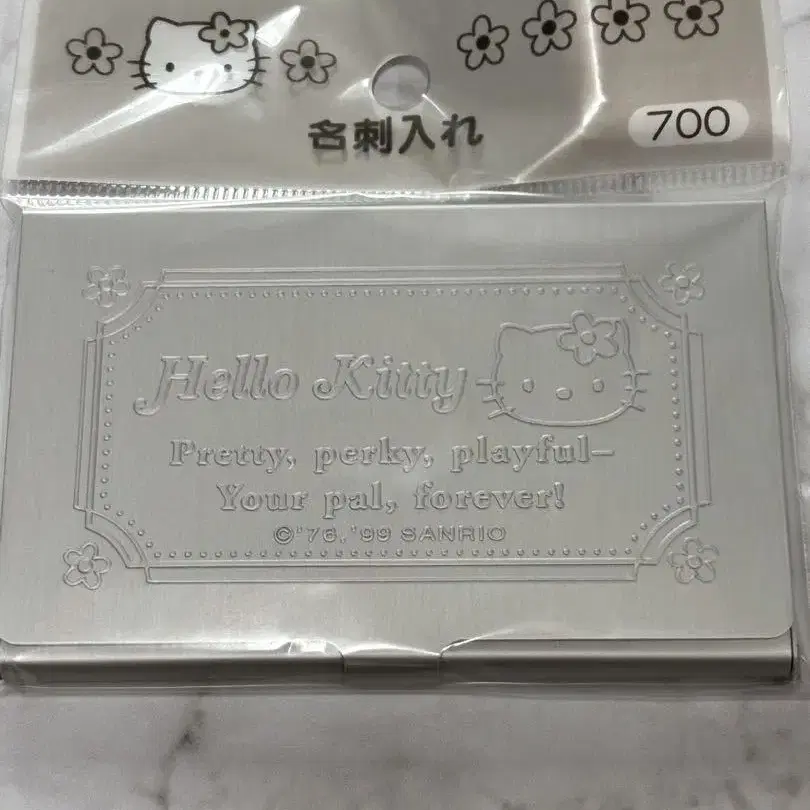 名刺入れ
700
Hello Kitty
Pretty, perky, playful–
Your pal, forever!
©'76,'99 SANRIO